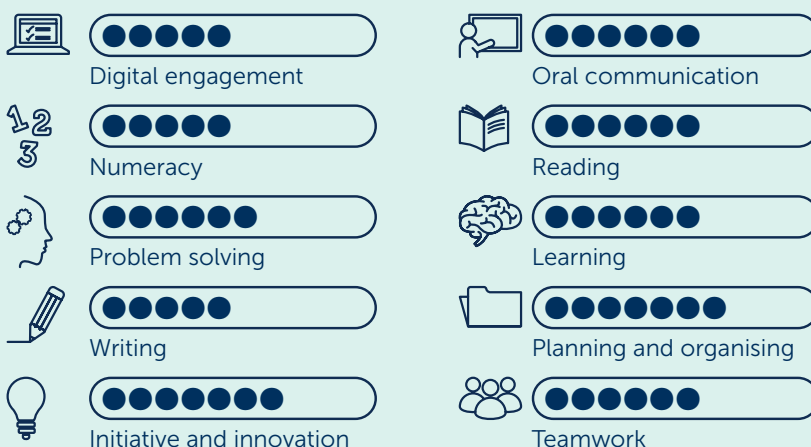 Digital engagement
Numeracy
1 2
3
Problem solving
Writing
Initiative and innovation
Oral communication
Reading
Learning
Planning and organising
Teamwork